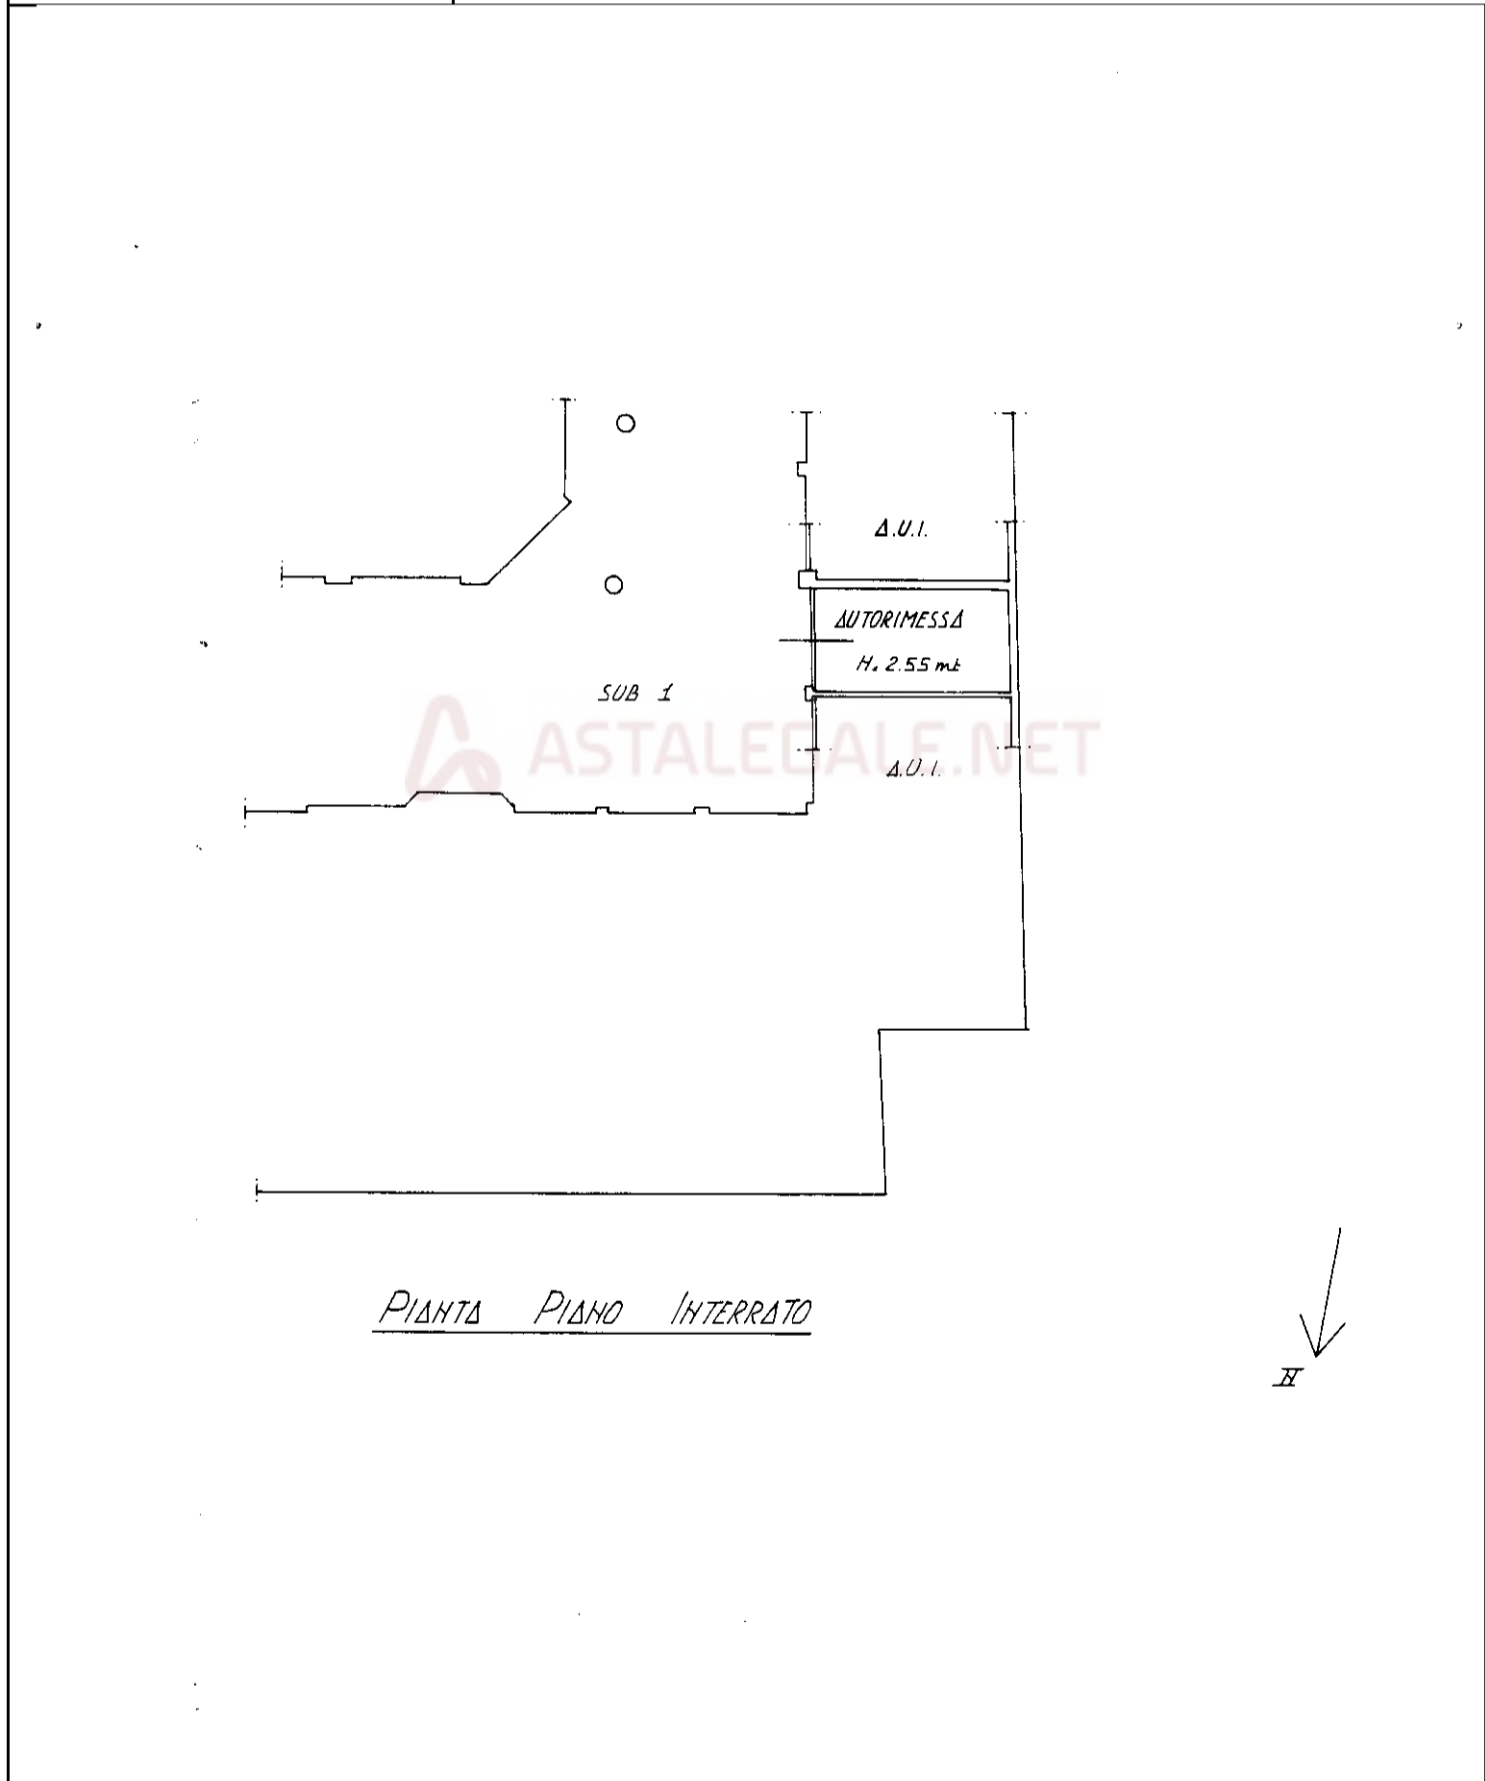 A.U.I.
AUTORIMESSA
H. 2.55 mt
SUB 1
ASTALEGALE.NET
A.U.I.
PIANTA PIANO INTERRATO
N